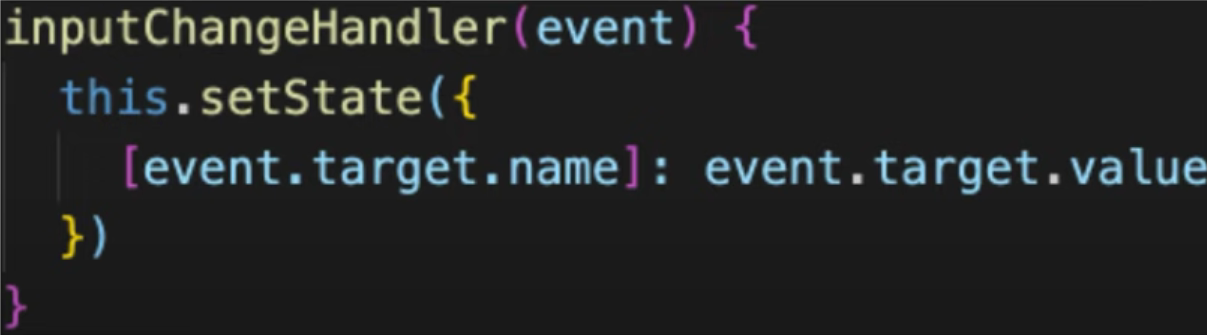 inputChangeHandler(event) {
this.setState({
[event.target.name]: event.target.value
})
}